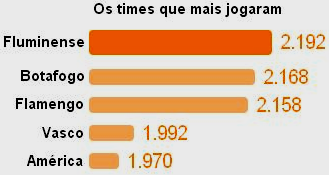 Os times que mais jogaram
Fluminense 2.192
Botafogo 2.168
Flamengo 2.158
Vasco 1.992
América 1.970